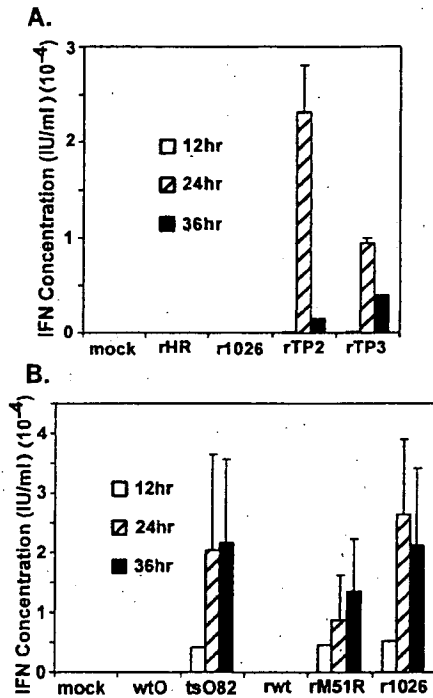 A.
IFN Concentration (IU/ml) (10⁻⁴)
3
2
1
0
12hr
24hr
36hr
mock rHR r1026 rTP2 rTP3
B.
IFN Concentration (IU/ml) (10⁻⁴)
4
3
2
1
0
12hr
24hr
36hr
mock wtO tsO82 rwt rM51R r1026